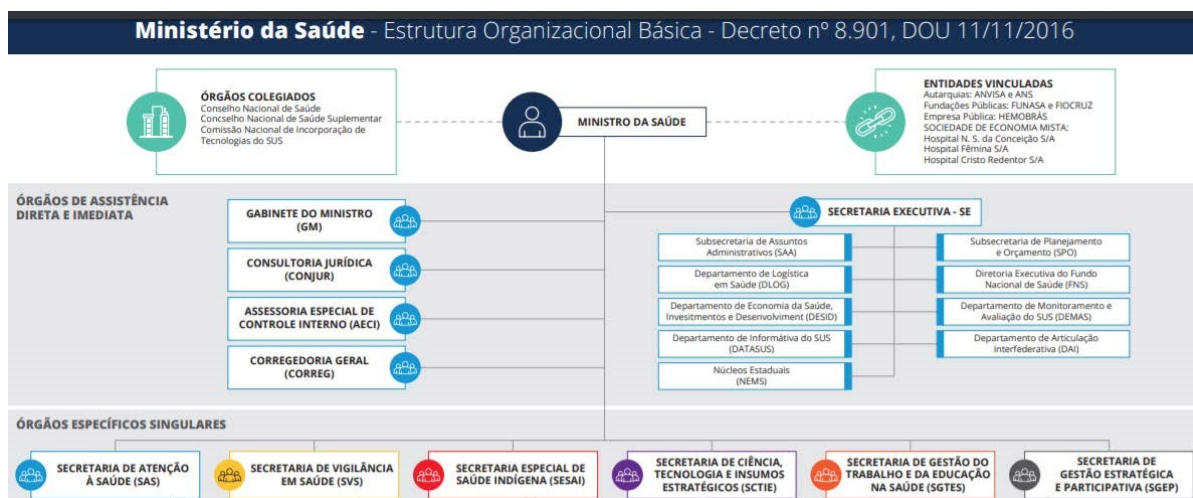 Ministério da Saúde - Estrutura Organizacional Básica - Decreto nº 8.901, DOU 11/11/2016
ÓRGÃOS COLEGIADOS
Conselho Nacional de Saúde
Concselho Nacional de Saúde Suplementar
Comissão Nacional de Incorporação de
Tecnologias do SUS
MINISTRO DA SAÚDE
ENTIDADES VINCULADAS
Autarquias: ANVISA e ANS
Fundações Públicas: FUNASA e FIOCRUZ
Empresa Pública: HEMOBRÁS
SOCIEDADE DE ECONOMIA MISTA:
Hospital N. S. da Conceição S/A
Hospital Fêmina S/A
Hospital Cristo Redentor S/A
ÓRGÃOS DE ASSISTÊNCIA
DIRETA E IMEDIATA
GABINETE DO MINISTRO
(GM)
CONSULTORIA JURÍDICA
(CONJUR)
ASSESSORIA ESPECIAL DE
CONTROLE INTERNO (AECI)
CORREGEDORIA GERAL
(CORREG)
SECRETARIA EXECUTIVA - SE
Subsecretaria de Assuntos
Administrativos (SAA)
Subsecretaria de Planejamento
e Orçamento (SPO)
Departamento de Logística
em Saúde (DLOG)
Diretoria Executiva do Fundo
Nacional de Saúde (FNS)
Departamento de Economia da Saúde,
Invesitmentos e Desenvolviment (DESID)
Departamento de Monitoramento e
Avaliação do SUS (DEMAS)
Departamento de Informátiva do SUS
(DATASUS)
Departamento de Articulação
Interfederativa (DAI)
Núcleos Estaduais
(NEMS)
ÓRGÃOS ESPECÍFICOS SINGULARES
SECRETARIA DE ATENÇÃO
À SAÚDE (SAS)
SECRETARIA DE VIGILÂNCIA
EM SAÚDE (SVS)
SECRETARIA ESPECIAL DE
SAÚDE INDÍGENA (SESAI)
SECRETARIA DE CIÊNCIA,
TECNOLOGIA E INSUMOS
ESTRATÉGICOS (SCTIE)
SECRETARIA DE GESTÃO DO
TRABALHO E DA EDUCAÇÃO
NA SAÚDE (SGTES)
SECRETARIA DE
GESTÃO ESTRATÉGICA
E PARTICIPATIVA (SGEP)